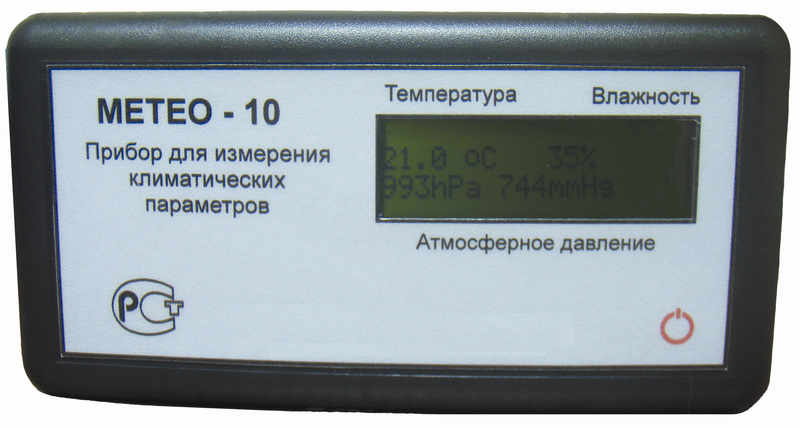 МЕТЕО - 10
Прибор для измерения
климатических
параметров
Температура Влажность
21.0 oC 35%
993hPa 744mmHg
Атмосферное давление
РСТ